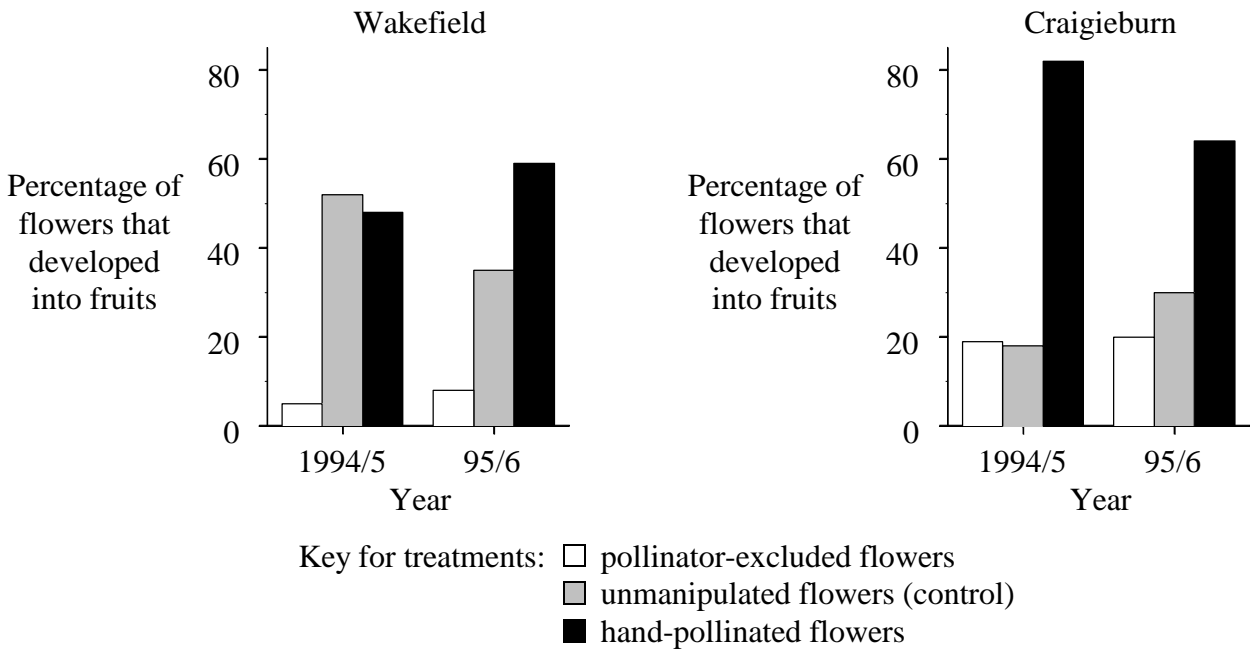 Wakefield
80
60
40
20
0
Percentage of
flowers that
developed
into fruits
1994/5 95/6
Year
Craigieburn
80
60
40
20
0
Percentage of
flowers that
developed
into fruits
1994/5 95/6
Year
Key for treatments: pollinator-excluded flowers
unmanipulated flowers (control)
hand-pollinated flowers